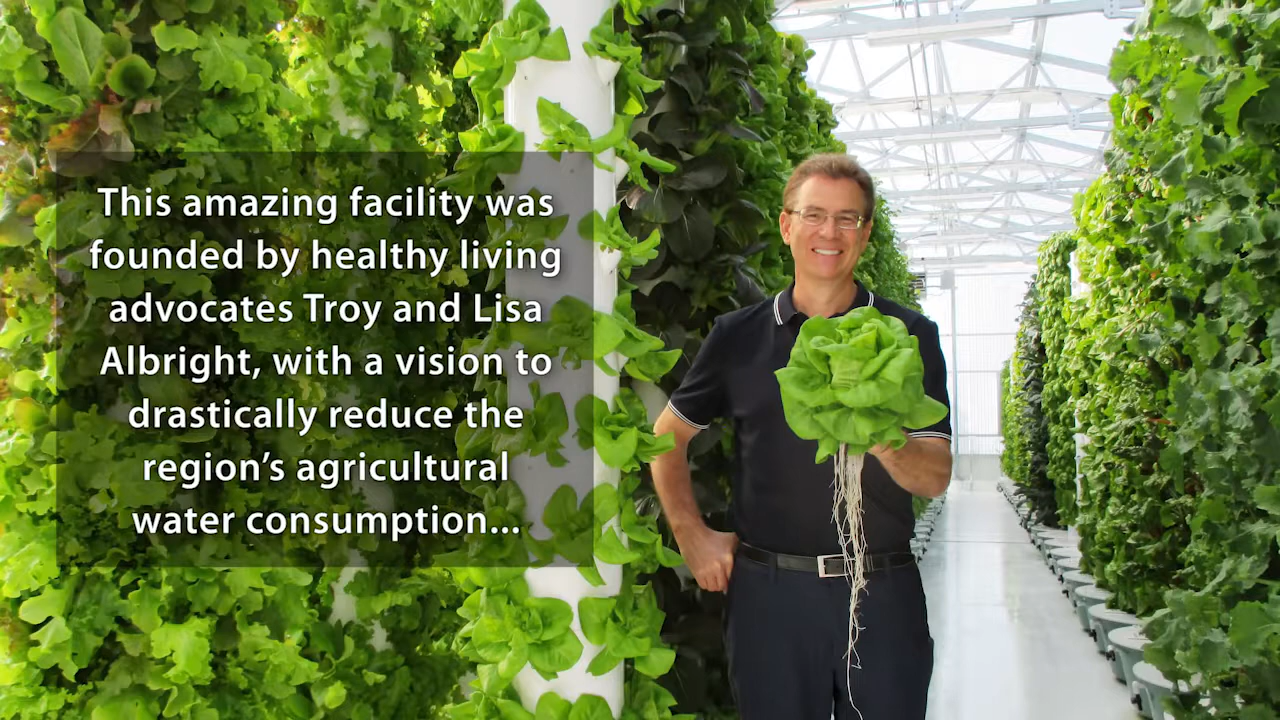 This amazing facility was
founded by healthy living
advocates Troy and Lisa
Albright, with a vision to
drastically reduce the
region’s agricultural
water consumption...